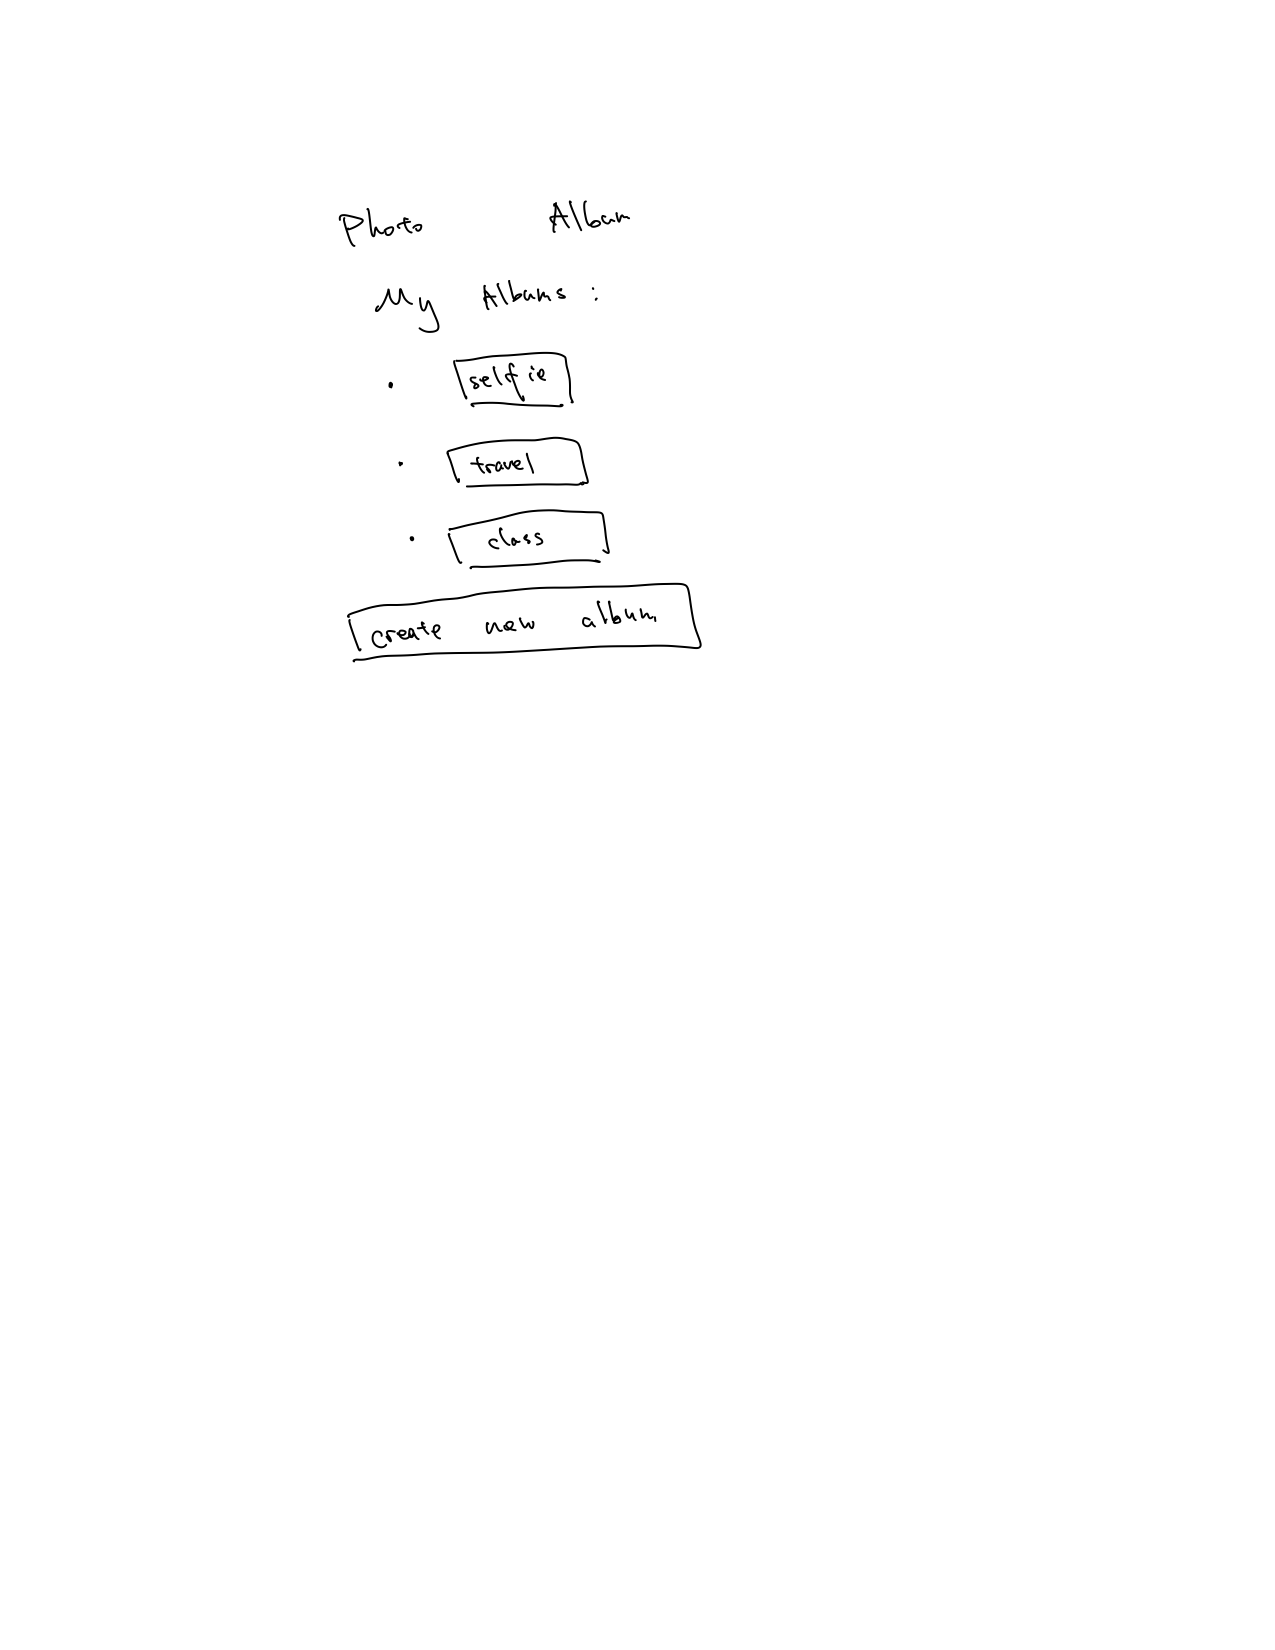 Photo Album
My Albums :
· selfie
· travel
· class
create new album